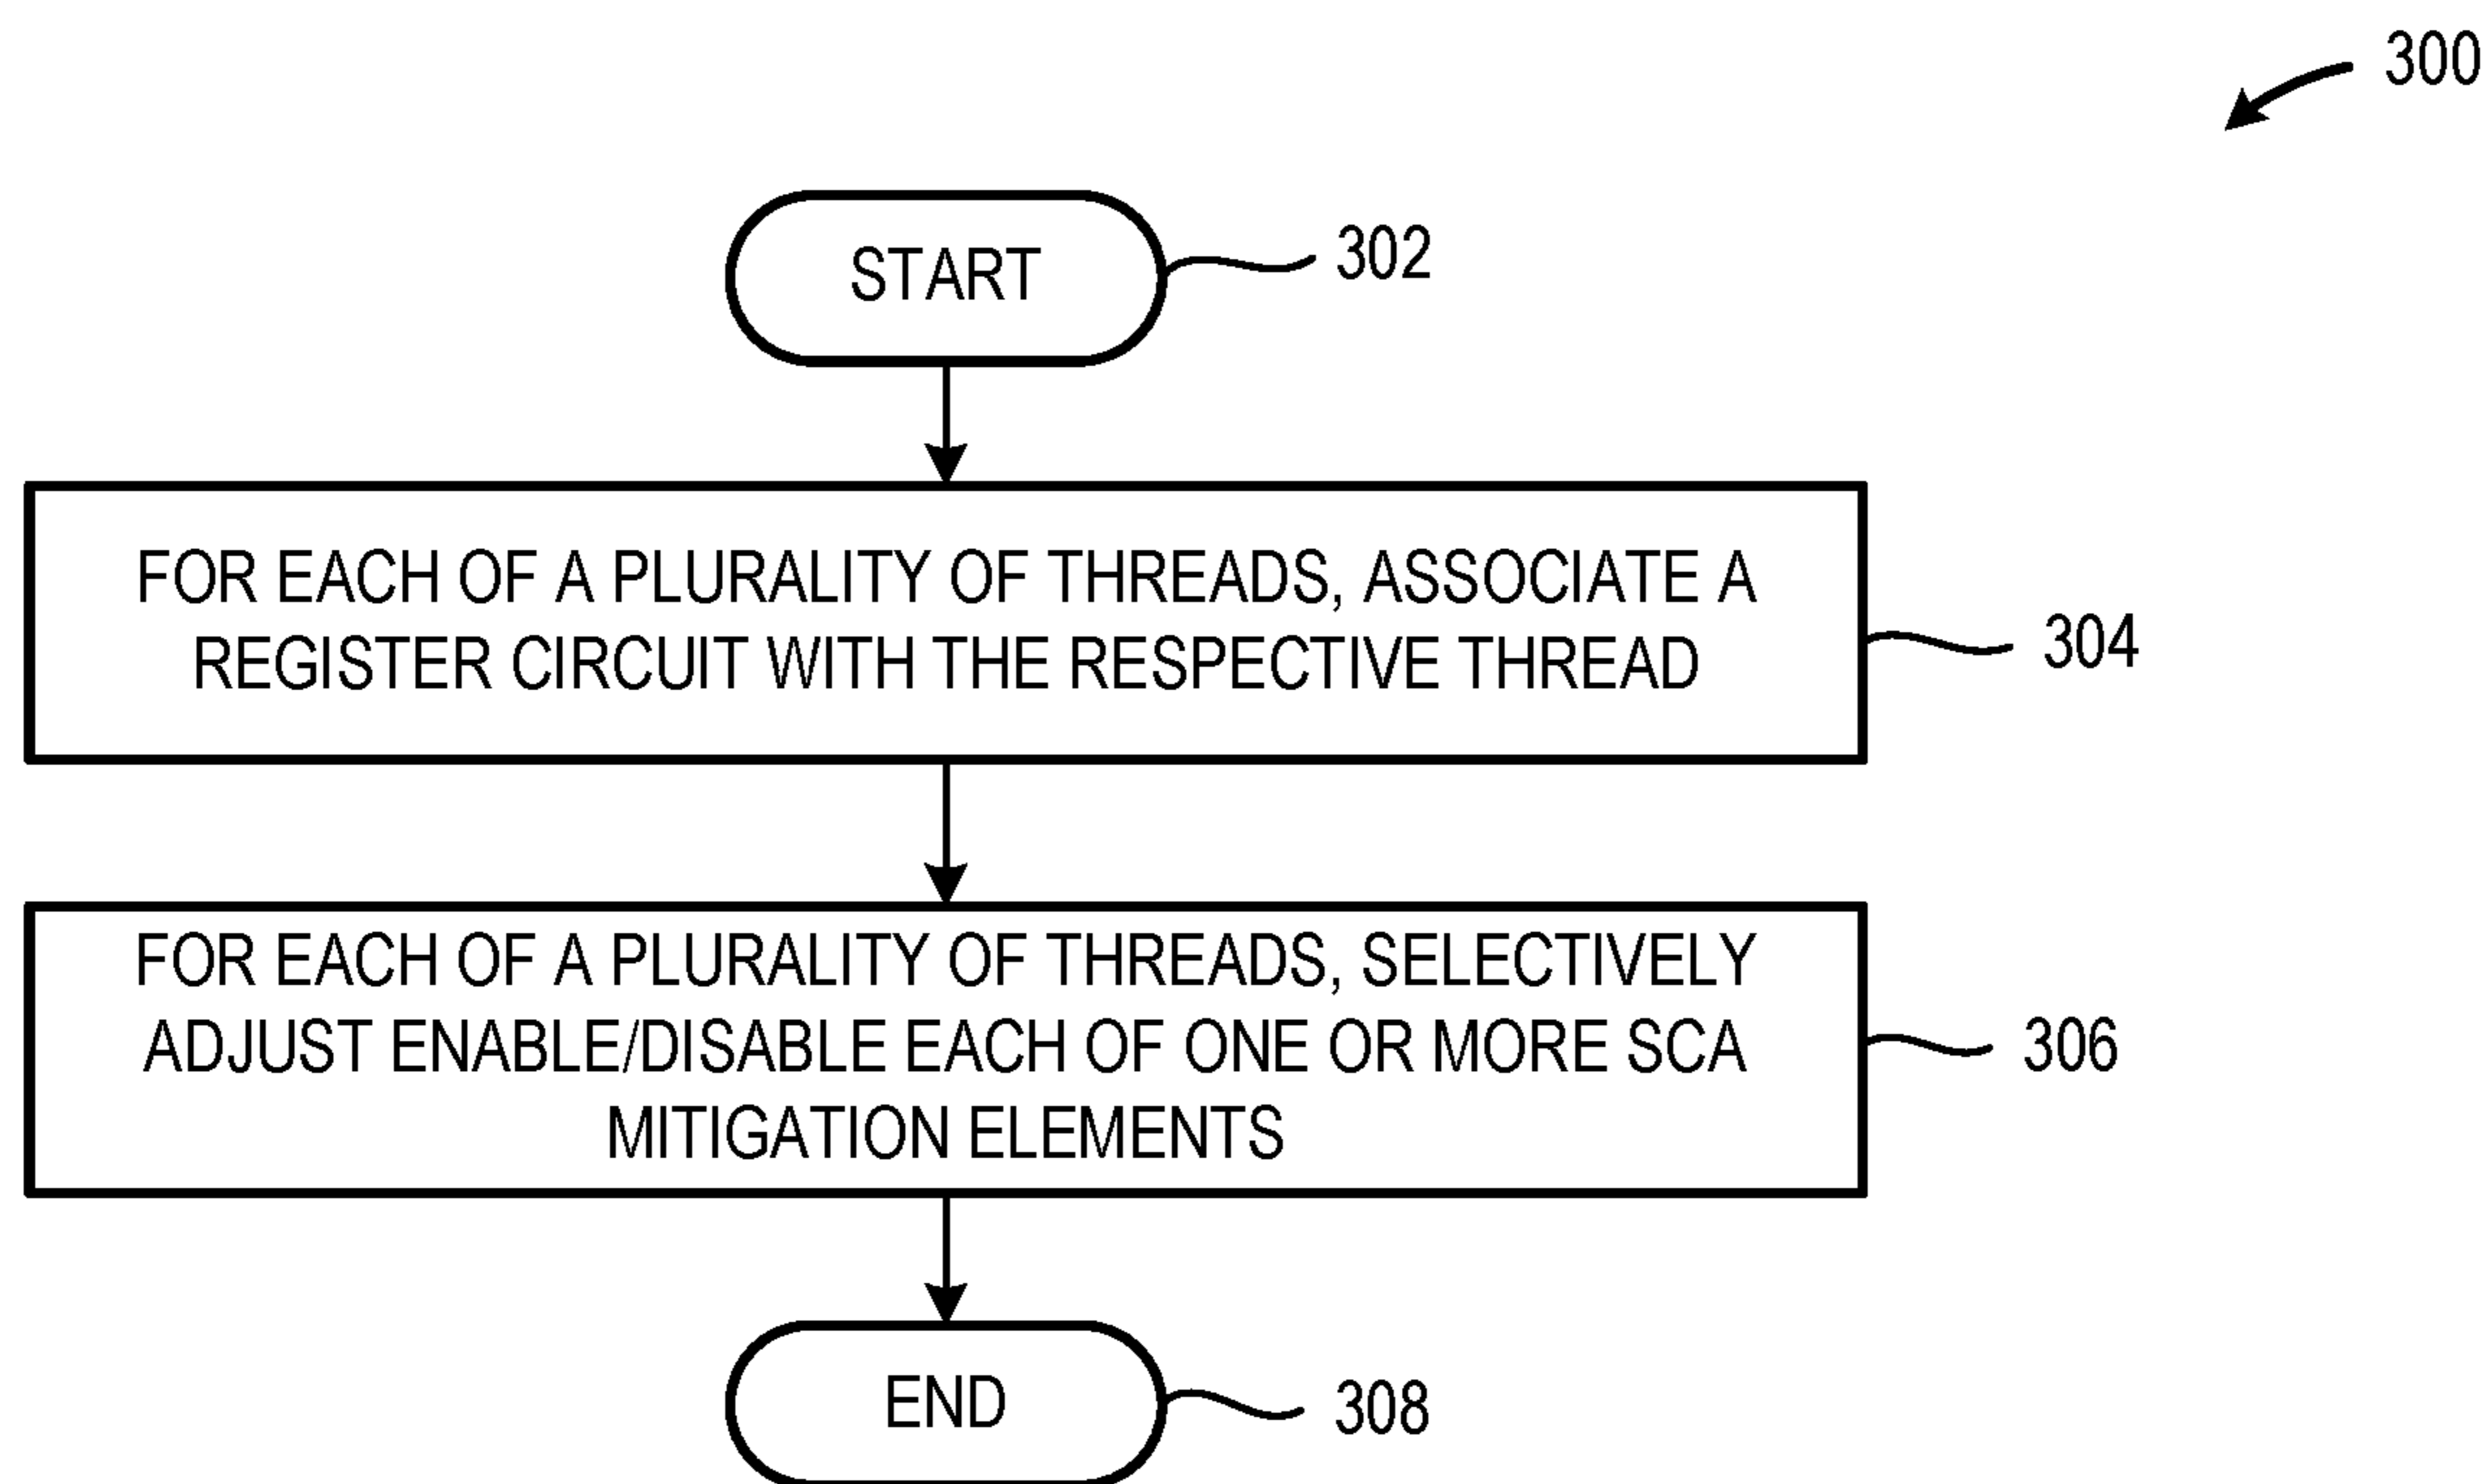 300
START
302
FOR EACH OF A PLURALITY OF THREADS, ASSOCIATE A
REGISTER CIRCUIT WITH THE RESPECTIVE THREAD
304
FOR EACH OF A PLURALITY OF THREADS, SELECTIVELY
ADJUST ENABLE/DISABLE EACH OF ONE OR MORE SCA
MITIGATION ELEMENTS
306
END
308